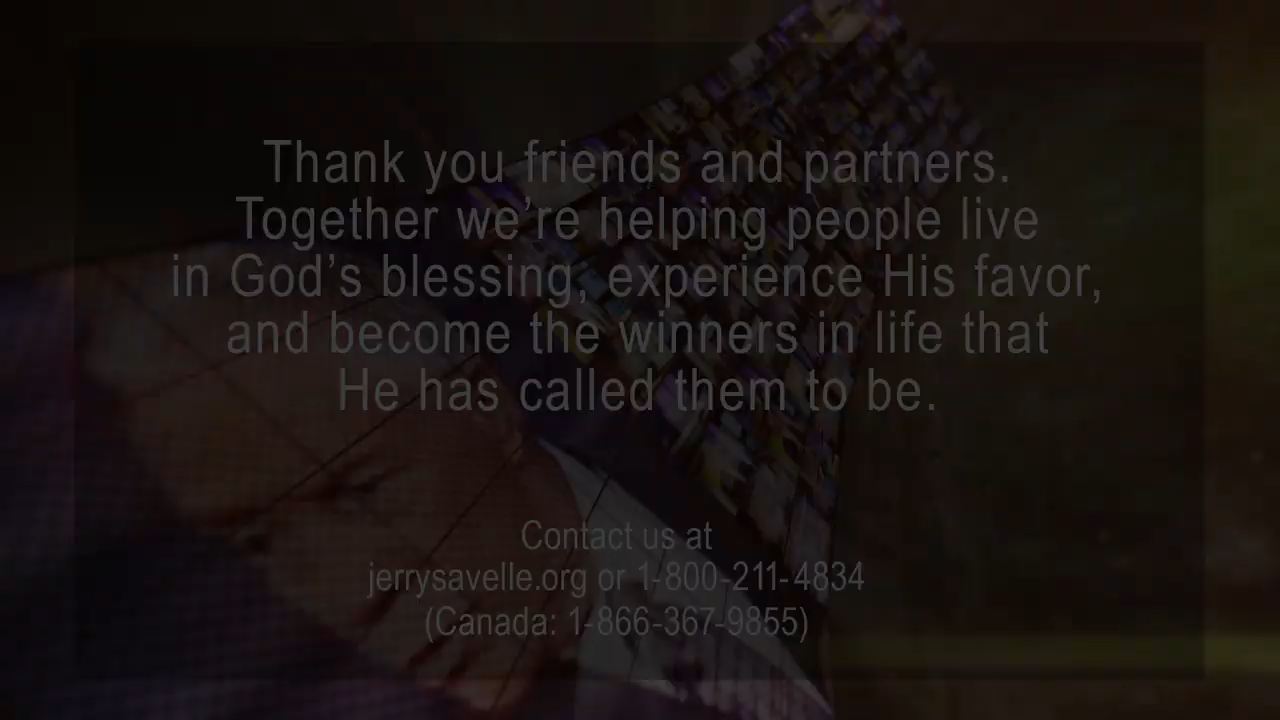 Thank you friends and partners.
Together we're helping people live
in God's blessing, experience His favor,
and become the winners in life that
He has called them to be.
Contact us at
jerrysavelle.org or 1-800-211-4834
(Canada: 1-866-367-9855)